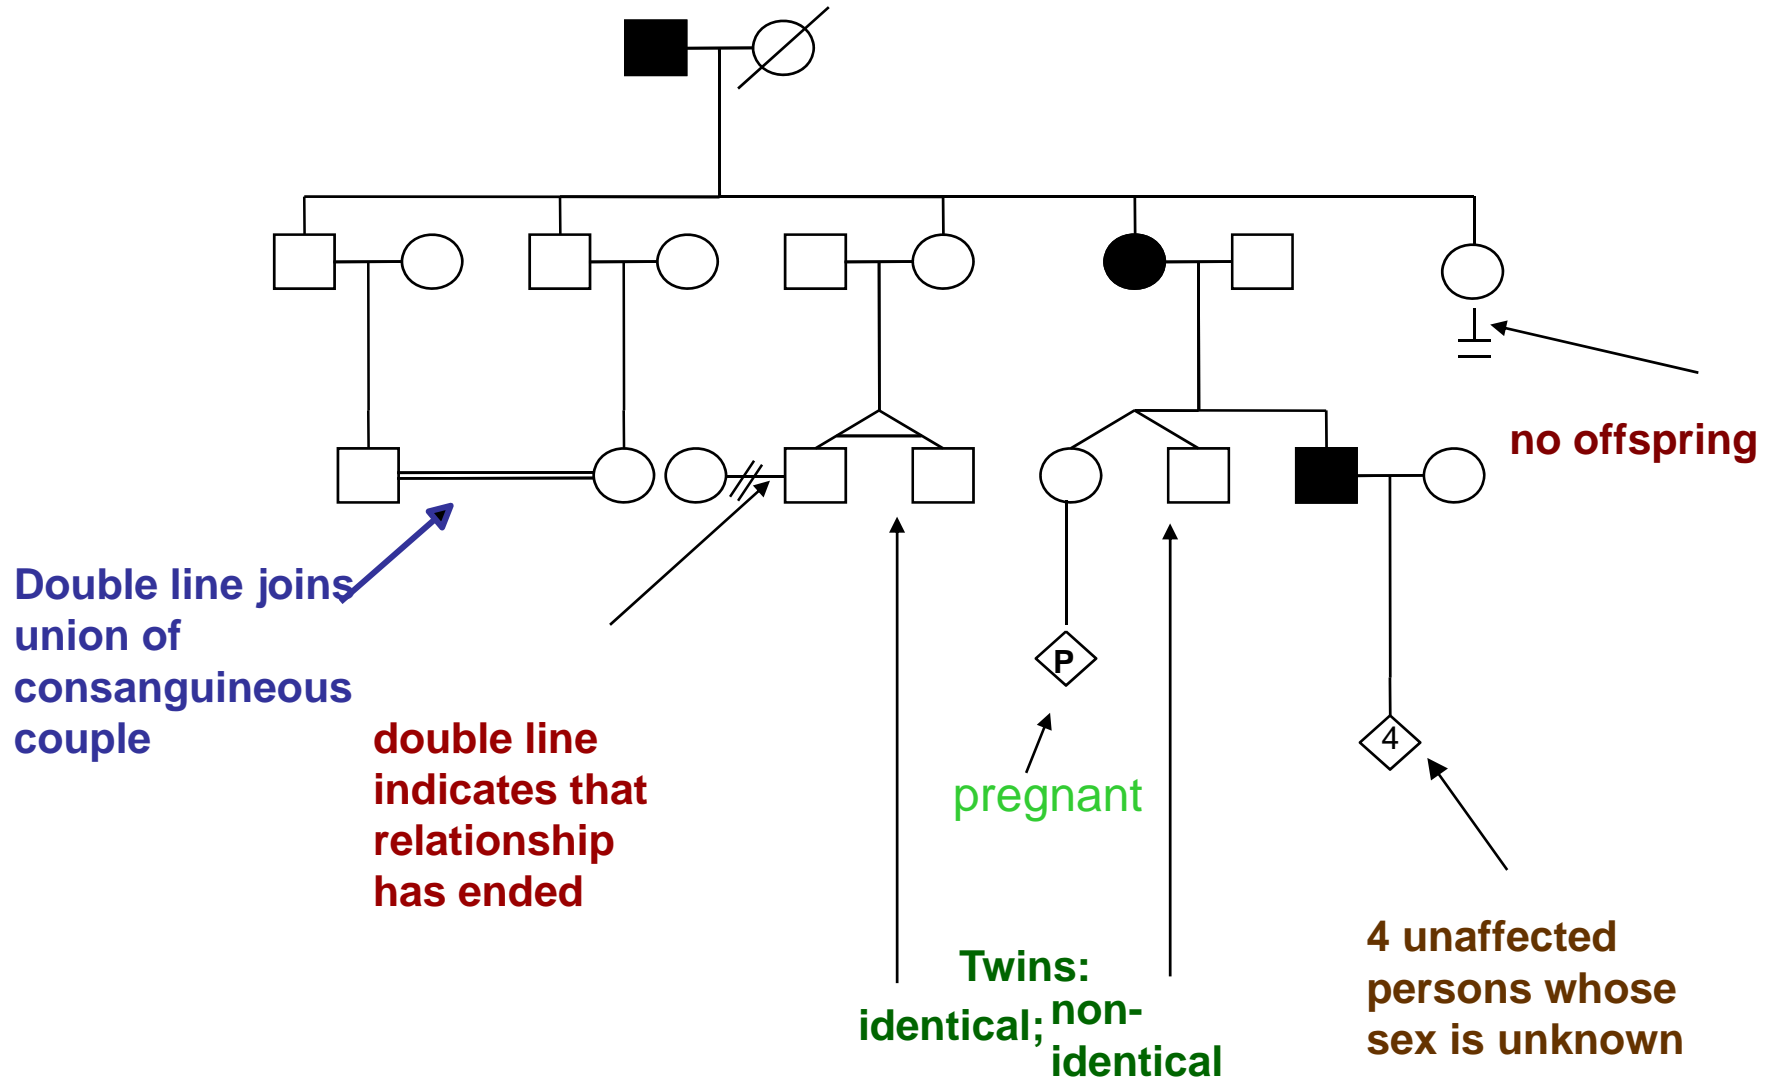 no offspring
Double line joins
union of
consanguineous
couple
double line
indicates that
relationship
has ended
P
pregnant
4
Twins:
identical;
non-
identical
4 unaffected
persons whose
sex is unknown